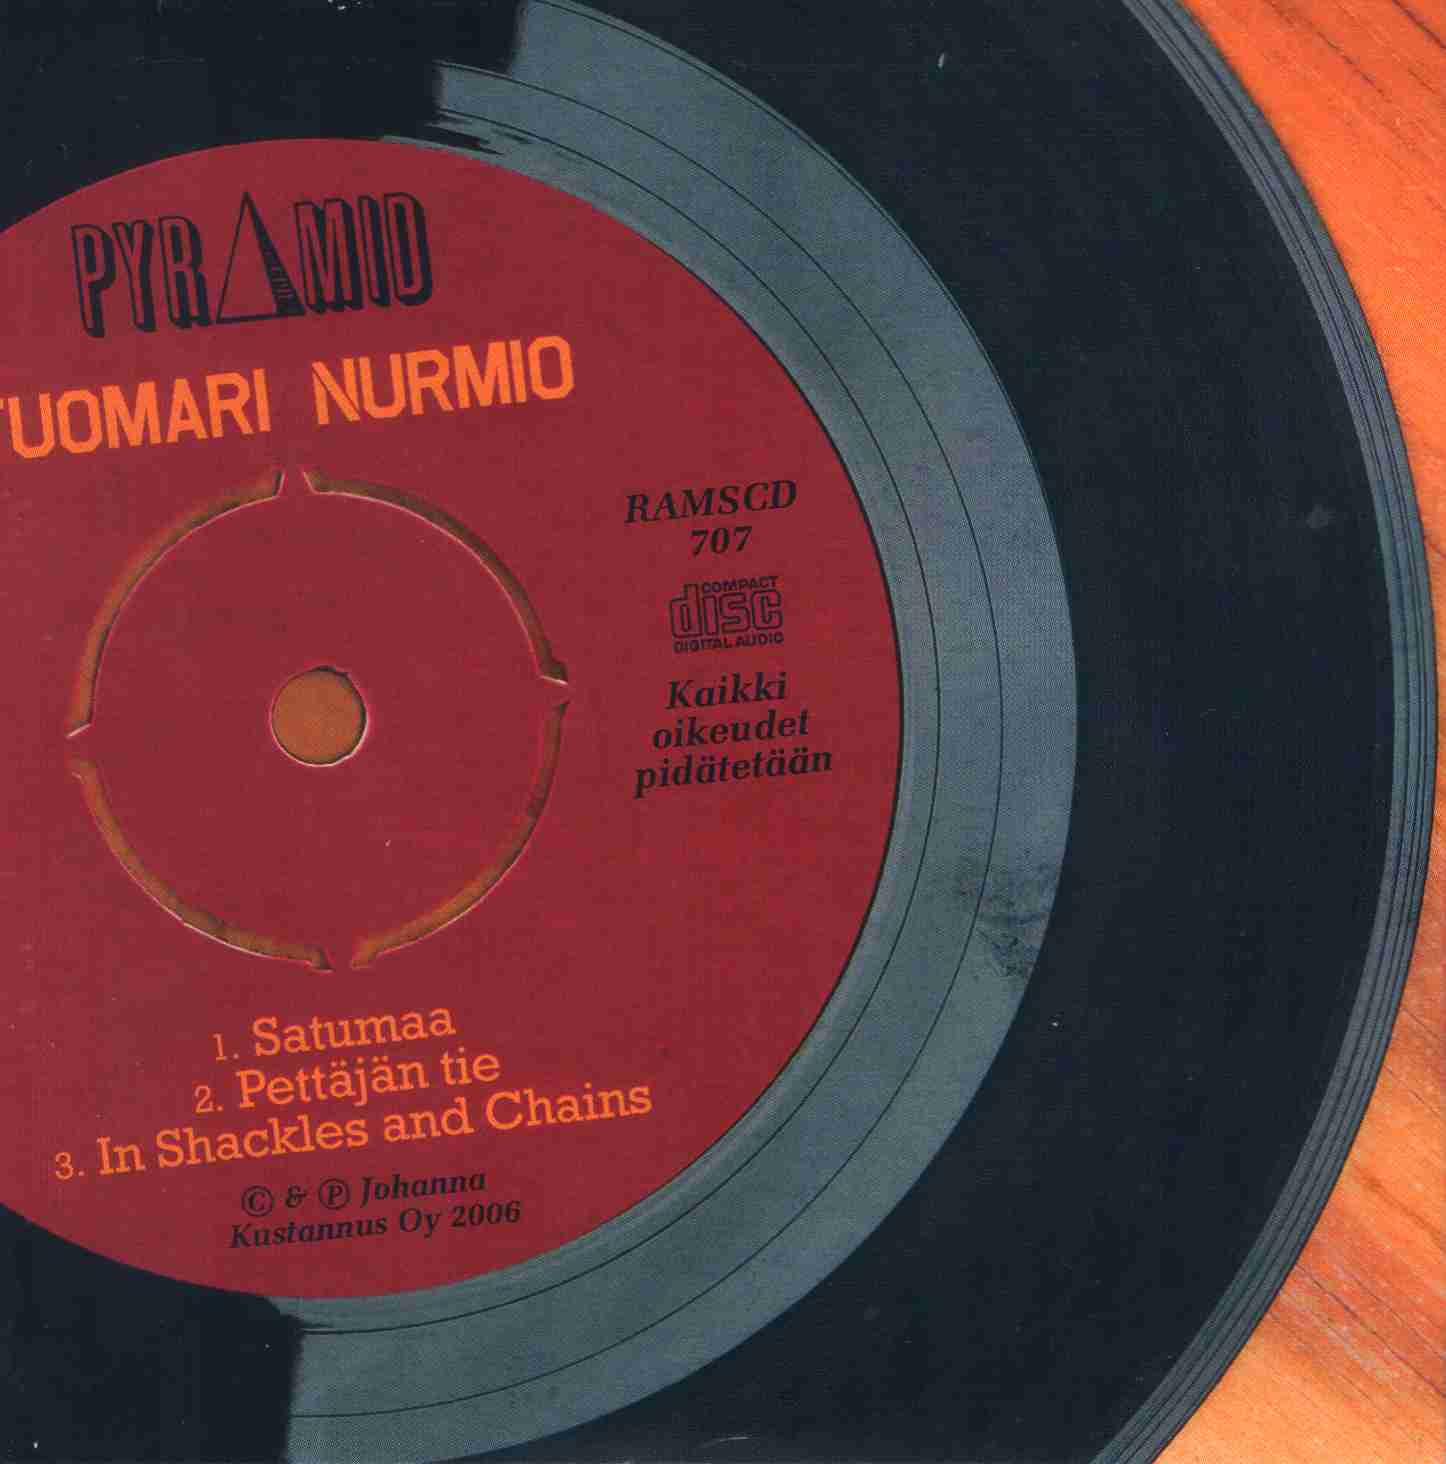 PYRAMID
TUOMARI NURMIO
RAMSCD
707
COMPACT
disc
DIGITAL AUDIO
Kaikki
oikeudet
pidätetään
1. Satumaa
2. Pettäjän tie
3. In Shackles and Chains
© & ℗ Johanna
Kustannus Oy 2006